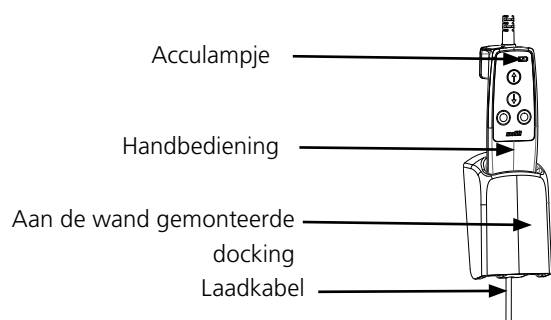 Acculampje
Handbediening
Aan de wand gemonteerde
docking
Laadkabel